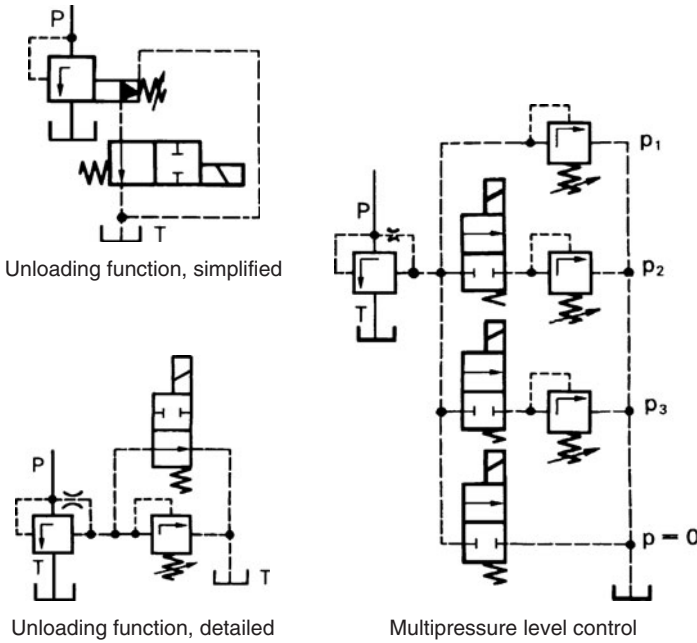 P
T
Unloading function, simplified
P
T
T
Unloading function, detailed
p₁
P
p₂
T
p₃
p = 0
Multipressure level control